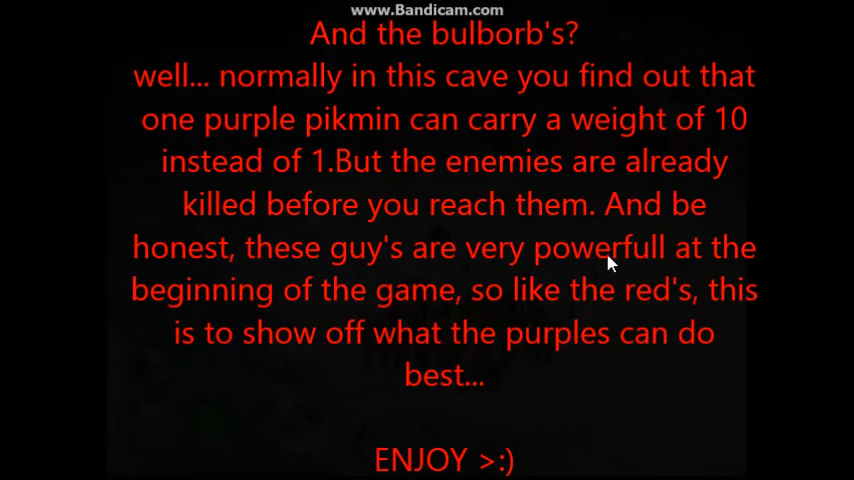 www.Bandicam.com
And the bulborb's?
well... normally in this cave you find out that
one purple pikmin can carry a weight of 10
instead of 1.But the enemies are already
killed before you reach them. And be
honest, these guy's are very powerfull at the
beginning of the game, so like the red's, this
is to show off what the purples can do
best...
ENJOY >:)